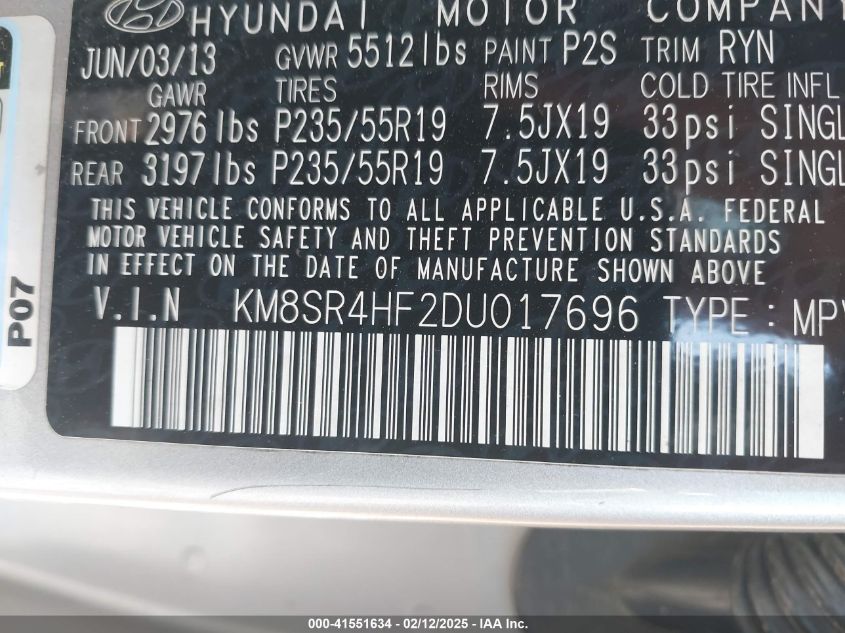 HYUNDAI MOTOR COMPANY
JUN/03/13 GVWR 5512lbs PAINT P2S TRIM RYN
GAWR TIRES RIMS COLD TIRE INFL
FRONT 2976lbs P235/55R19 7.5JX19 33psi SINGL
REAR 3197lbs P235/55R19 7.5JX19 33psi SINGL
THIS VEHICLE CONFORMS TO ALL APPLICABLE U.S.A. FEDERAL
MOTOR VEHICLE SAFETY AND THEFT PREVENTION STANDARDS
IN EFFECT ON THE DATE OF MANUFACTURE SHOWN ABOVE
V.I.N KM8SR4HF2DU017696 TYPE : MPV
P07
000-41551634 - 02/12/2025 - IAA Inc.